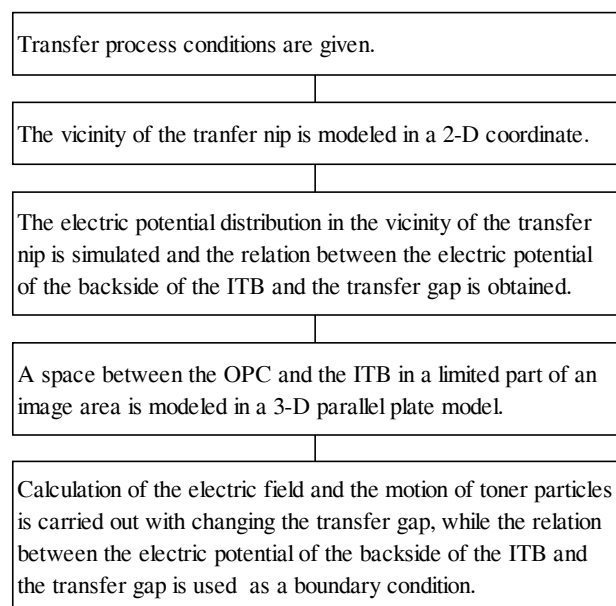 Transfer process conditions are given.
The vicinity of the tranfer nip is modeled in a 2-D coordinate.
The electric potential distribution in the vicinity of the transfer
nip is simulated and the relation between the electric potential
of the backside of the ITB and the transfer gap is obtained.
A space between the OPC and the ITB in a limited part of an
image area is modeled in a 3-D parallel plate model.
Calculation of the electric field and the motion of toner particles
is carried out with changing the transfer gap, while the relation
between the electric potential of the backside of the ITB and
the transfer gap is used as a boundary condition.